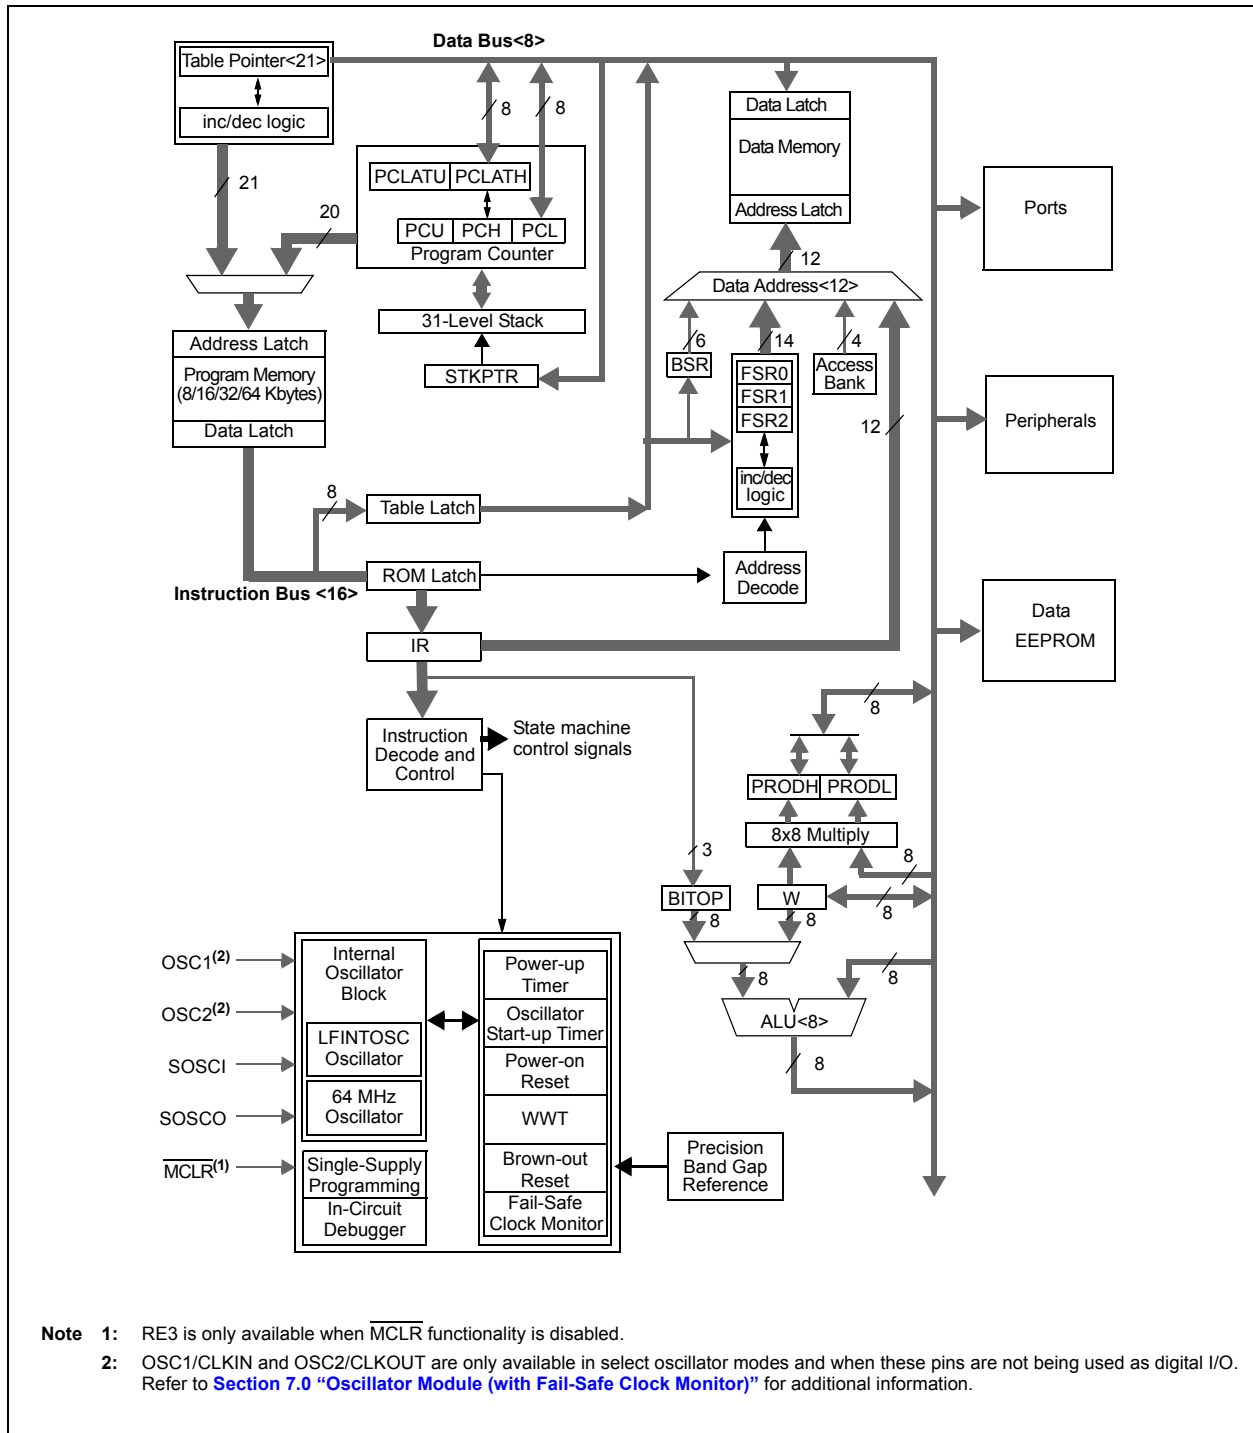 Data Bus<8>
Table Pointer<21>
inc/dec logic
21
20
8
8
PCLATU PCLATH
PCU PCH PCL
Program Counter
31-Level Stack
STKPTR
Address Latch
Program Memory
(8/16/32/64 Kbytes)
Data Latch
Data Latch
Data Memory
Address Latch
12
Data Address<12>
6
14
4
BSR
FSR0
FSR1
FSR2
inc/dec
logic
Access
Bank
12
Address
Decode
8
Table Latch
ROM Latch
Instruction Bus <16>
IR
Instruction
Decode and
Control
State machine
control signals
Ports
Peripherals
Data
EEPROM
8
PRODH PRODL
8x8 Multiply
3
8
BITOP
W
8
8
8
8
8
ALU<8>
8
OSC1(2)
OSC2(2)
SOSCI
SOSCO
MCLR(1)
Internal
Oscillator
Block
LFINTOSC
Oscillator
64 MHz
Oscillator
Single-Supply
Programming
In-Circuit
Debugger
Power-up
Timer
Oscillator
Start-up Timer
Power-on
Reset
WWT
Brown-out
Reset
Fail-Safe
Clock Monitor
Precision
Band Gap
Reference
Note 1: RE3 is only available when MCLR functionality is disabled.
2: OSC1/CLKIN and OSC2/CLKOUT are only available in select oscillator modes and when these pins are not being used as digital I/O.
Refer to Section 7.0 “Oscillator Module (with Fail-Safe Clock Monitor)” for additional information.